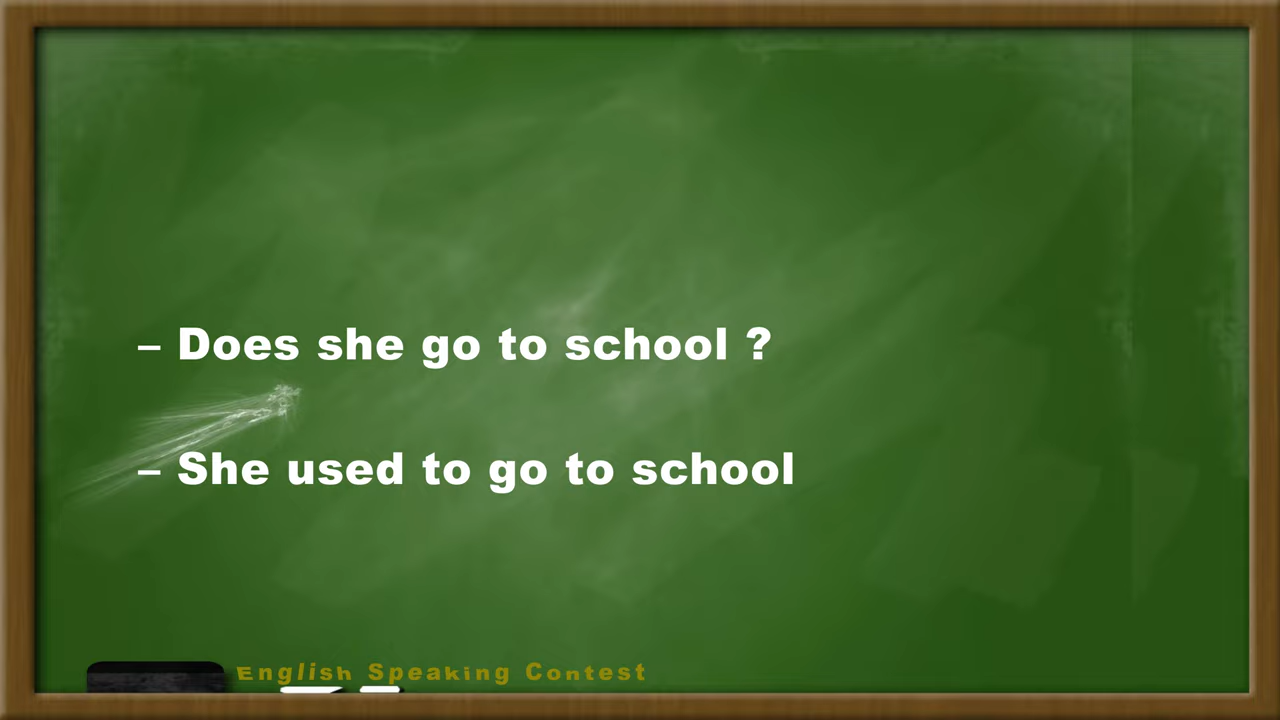 – Does she go to school ?
– She used to go to school
English Speaking Contest